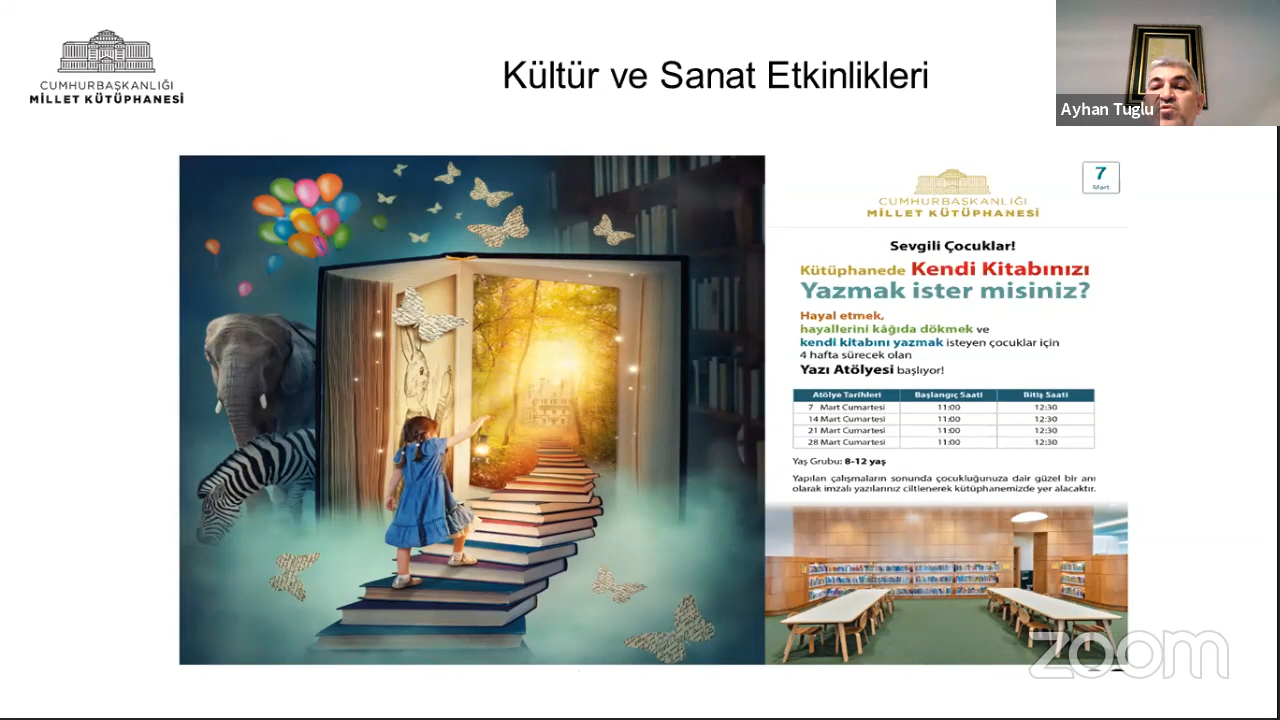 CUMHURBAŞKANLIĞI
MİLLET KÜTÜPHANESİ
Kültür ve Sanat Etkinlikleri
Ayhan Tuglu
7
Mart
CUMHURBAŞKANLIĞI
MİLLET KÜTÜPHANESİ
Sevgili Çocuklar!
Kütüphanede Kendi Kitabınızı
Yazmak ister misiniz?
Hayal etmek,
hayallerini kâğıda dökmek ve
kendi kitabını yazmak isteyen çocuklar için
4 hafta sürecek olan
Yazı Atölyesi başlıyor!
Atölye Tarihleri Başlangıç Saati Bitiş Saati
7 Mart Cumartesi 11:00 12:30
14 Mart Cumartesi 11:00 12:30
21 Mart Cumartesi 11:00 12:30
28 Mart Cumartesi 11:00 12:30
Yaş Grubu: 8-12 yaş
Yapılan çalışmaların sonunda çocukluğunuza dair güzel bir anı
olarak imzalı yazılarınız ciltlenerek kütüphanemizde yer alacaktır.
zoom